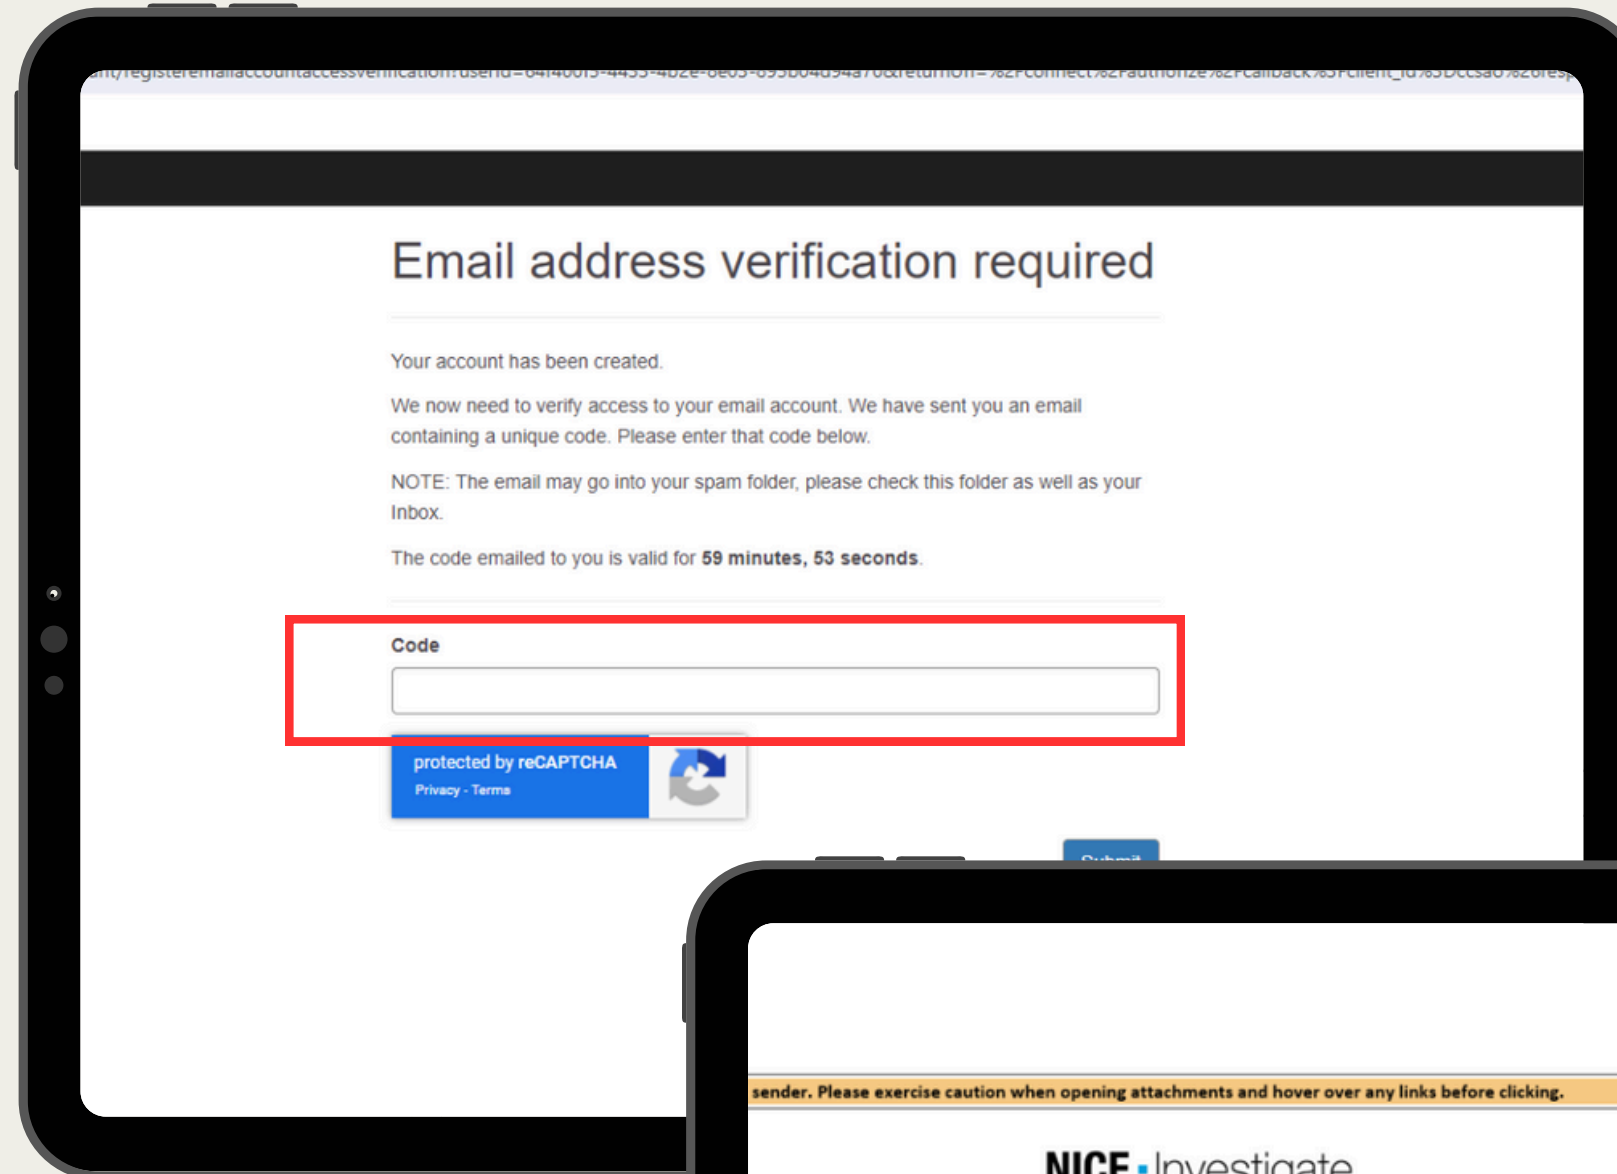 Email address verification required
Your account has been created.
We now need to verify access to your email account. We have sent you an email
containing a unique code. Please enter that code below.
NOTE: The email may go into your spam folder, please check this folder as well as your
Inbox.
The code emailed to you is valid for 59 minutes, 53 seconds.
Code
protected by reCAPTCHA
Privacy - Terms
Submit
sender. Please exercise caution when opening attachments and hover over any links before clicking.
NICE Investigate